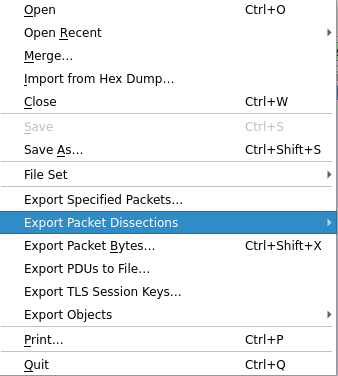 Open Ctrl+O
Open Recent
Merge...
Import from Hex Dump...
Close Ctrl+W
Save Ctrl+S
Save As... Ctrl+Shift+S
File Set
Export Specified Packets...
Export Packet Dissections
Export Packet Bytes... Ctrl+Shift+X
Export PDUs to File...
Export TLS Session Keys...
Export Objects
Print... Ctrl+P
Quit Ctrl+Q